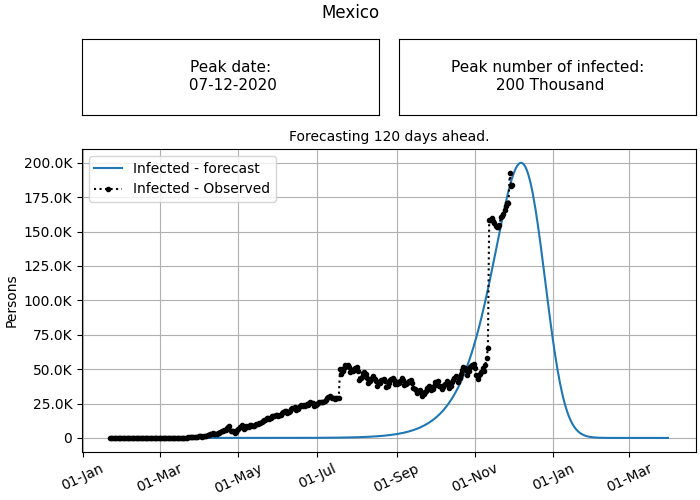 Mexico
Peak date:
07-12-2020
Peak number of infected:
200 Thousand
Forecasting 120 days ahead.
Infected - forecast
Infected - Observed
Persons
200.0K
175.0K
150.0K
125.0K
100.0K
75.0K
50.0K
25.0K
0
01-Jan
01-Mar
01-May
01-Jul
01-Sep
01-Nov
01-Jan
01-Mar